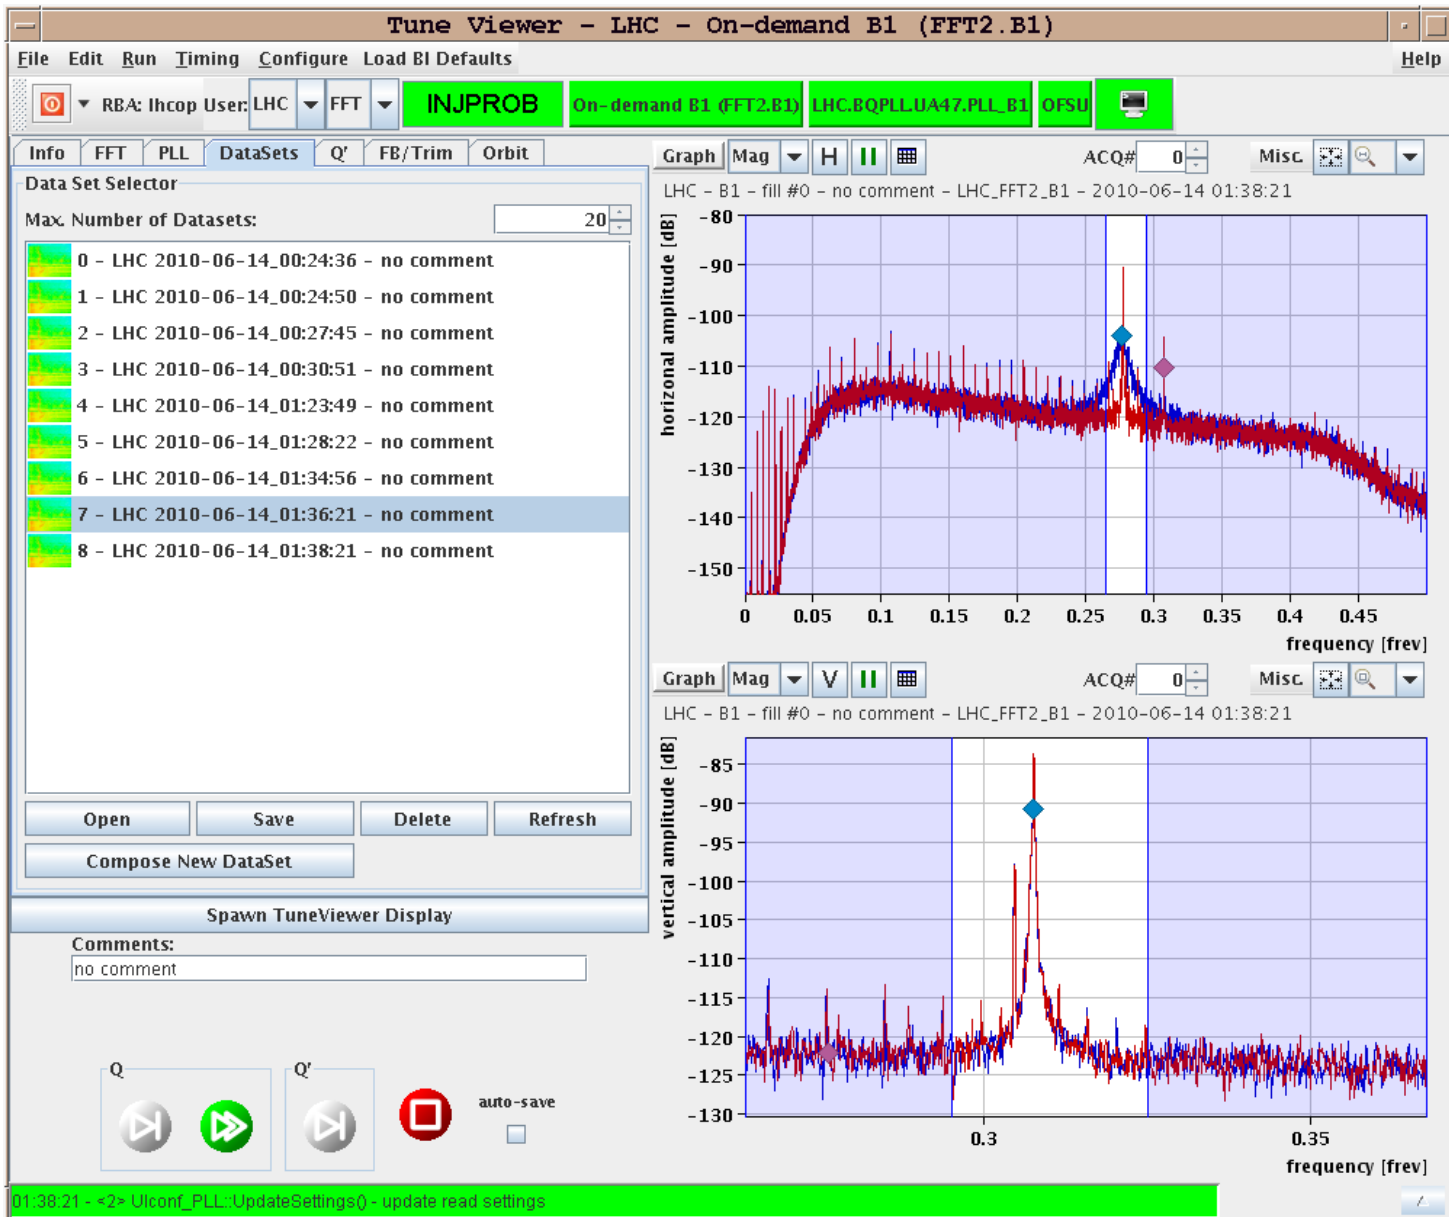 Tune Viewer - LHC - On-demand B1 (FFT2.B1)
File Edit Run Timing Configure Load BI Defaults Help
RBA: lhcop User: LHC FFT INJPROB On-demand B1 (FFT2.B1) LHC.BQPLL.UA47.PLL_B1 OFSU
Info FFT PLL DataSets Q' FB/Trim Orbit
Data Set Selector
Max. Number of Datasets: 20
0 - LHC 2010-06-14_00:24:36 - no comment
1 - LHC 2010-06-14_00:24:50 - no comment
2 - LHC 2010-06-14_00:27:45 - no comment
3 - LHC 2010-06-14_00:30:51 - no comment
4 - LHC 2010-06-14_01:23:49 - no comment
5 - LHC 2010-06-14_01:28:22 - no comment
6 - LHC 2010-06-14_01:34:56 - no comment
7 - LHC 2010-06-14_01:36:21 - no comment
8 - LHC 2010-06-14_01:38:21 - no comment
Open Save Delete Refresh
Compose New DataSet
Spawn TuneViewer Display
Comments:
no comment
Q Q'
auto-save
Graph Mag H ACQ# 0 Misc.
LHC - B1 - fill #0 - no comment - LHC_FFT2_B1 - 2010-06-14 01:38:21
horizonal amplitude [dB]
-80
-90
-100
-110
-120
-130
-140
-150
0 0.05 0.1 0.15 0.2 0.25 0.3 0.35 0.4 0.45
frequency [frev]
Graph Mag V ACQ# 0 Misc.
LHC - B1 - fill #0 - no comment - LHC_FFT2_B1 - 2010-06-14 01:38:21
vertical amplitude [dB]
-85
-90
-95
-100
-105
-110
-115
-120
-125
-130
0.3 0.35
frequency [frev]
01:38:21 - <2> UIconf_PLL::UpdateSettings() - update read settings